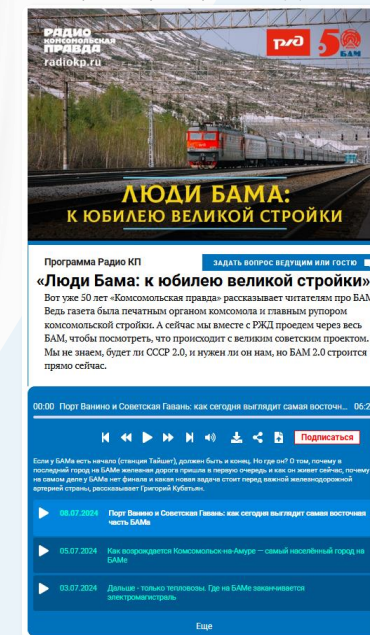 РАДИО
КОМСОМОЛЬСКАЯ
ПРАВДА
radiokp.ru
ржд
50
БАМ
ЛЮДИ БАМА:
К ЮБИЛЕЮ ВЕЛИКОЙ СТРОЙКИ
Программа Радио КП
ЗАДАТЬ ВОПРОС ВЕДУЩИМ ИЛИ ГОСТЮ
«Люди Бама: к юбилею великой стройки»
Вот уже 50 лет «Комсомольская правда» рассказывает читателям про БАМ
Ведь газета была печатным органом комсомола и главным рупором
комсомольской стройки. А сейчас мы вместе с РЖД проедем через весь
БАМ, чтобы посмотреть, что происходит с великим советским проектом.
Мы не знаем, будет ли СССР 2.0, и нужен ли он нам, но БАМ 2.0 строится
прямо сейчас.
00:00 Порт Ванино и Советская Гавань: как сегодня выглядит самая восточн... 06:2
Подписаться
Если у БАМа есть начало (станция Тайшет), должен быть и конец. Но где он? О том, почему в
последний город на БАМе железная дорога пришла в первую очередь и как он живет сейчас, почему
на самом деле у БАМа нет финала и какая новая задача стоит перед важной железнодорожной
артерией страны, рассказывает Григорий Кубатьян.
06.07.2024 Порт Ванино и Советская Гавань: как сегодня выглядит самая восточная
часть БАМа
05.07.2024 Как возрождается Комсомольск-на-Амуре — самый населённый город на
БАМе
03.07.2024 Дальше - только тепловозы. Где на БАМе заканчивается
электромагистраль
Еще